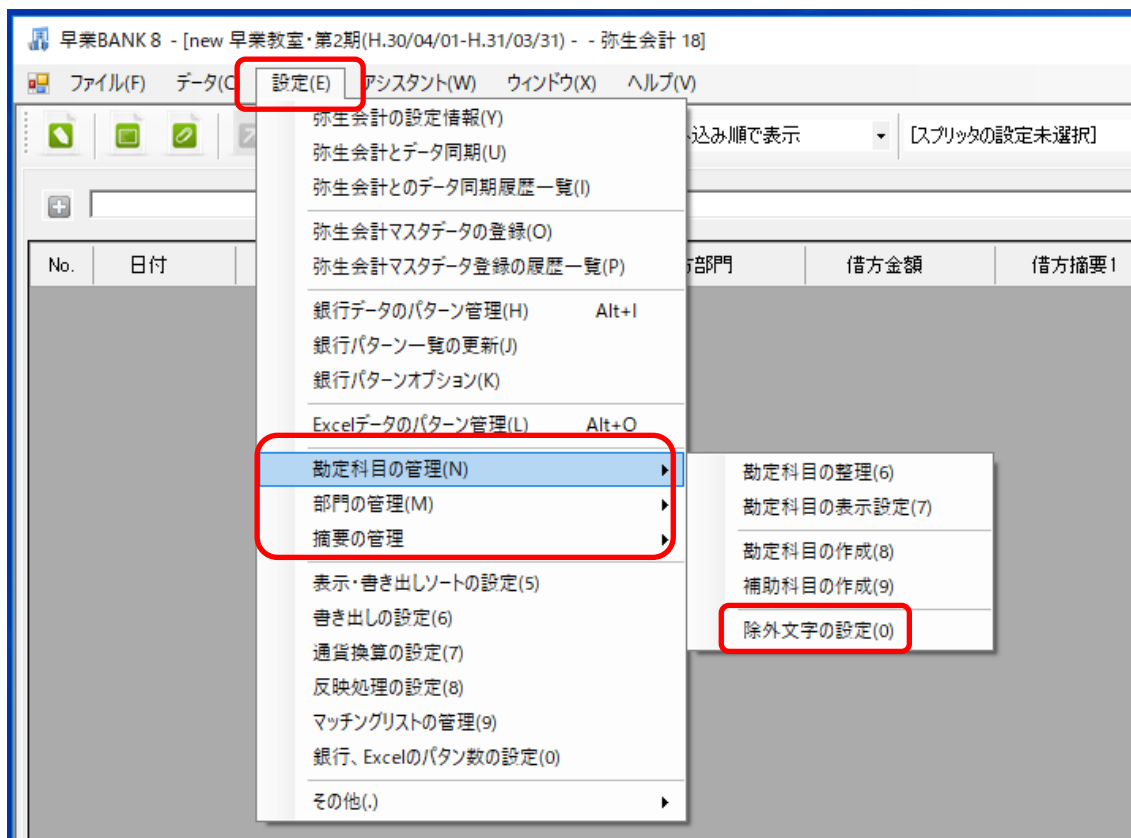 早業BANK 8 - [new 早業教室・第2期(H.30/04/01-H.31/03/31) - - 弥生会計 18]
ファイル(F) データ(C 設定(E) アシスタント(W) ウィンドウ(X) ヘルプ(V)
込み順で表示 [スプリッタの設定未選択]
No. 日付 部門 借方金額 借方摘要1
弥生会計の設定情報(Y)
弥生会計とデータ同期(U)
弥生会計とのデータ同期履歴一覧(I)
弥生会計マスタデータの登録(O)
弥生会計マスタデータ登録の履歴一覧(P)
銀行データのパターン管理(H) Alt+I
銀行パターン一覧の更新(J)
銀行パターンオプション(K)
Excelデータのパターン管理(L) Alt+O
勘定科目の管理(N)
部門の管理(M)
摘要の管理
表示・書き出しソートの設定(5)
書き出しの設定(6)
通貨換算の設定(7)
反映処理の設定(8)
マッチングリストの管理(9)
銀行、Excelのパタン数の設定(0)
その他(.)
勘定科目の整理(6)
勘定科目の表示設定(7)
勘定科目の作成(8)
補助科目の作成(9)
除外文字の設定(0)